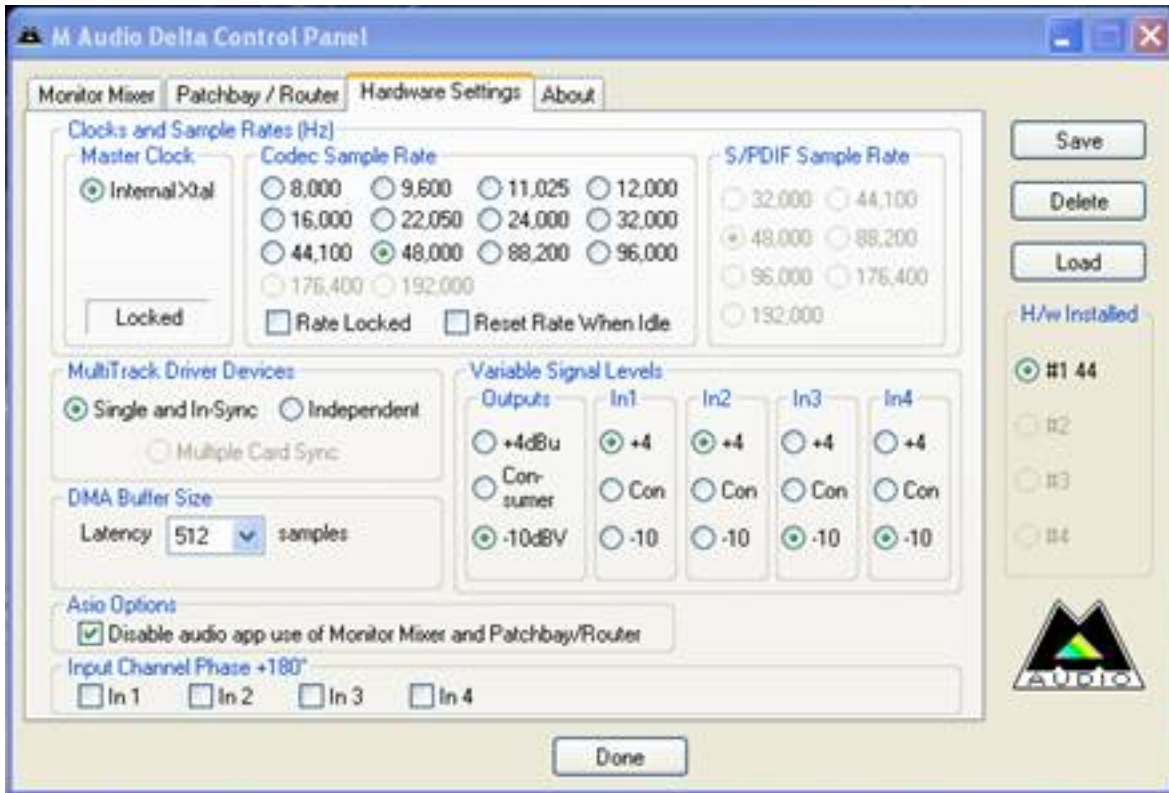 M Audio Delta Control Panel
Monitor Mixer Patchbay / Router Hardware Settings About
Clocks and Sample Rates (Hz)
Master Clock
Internal Xtal
Locked
Codec Sample Rate
8,000 9,600 11,025 12,000
16,000 22,050 24,000 32,000
44,100 48,000 88,200 96,000
176,400 192,000
Rate Locked Reset Rate When Idle
S/PDIF Sample Rate
32,000 44,100
48,000 88,200
96,000 176,400
192,000
MultiTrack Driver Devices
Single and In-Sync Independent
Multiple Card Sync
DMA Buffer Size
Latency 512 samples
Variable Signal Levels
Outputs In1 In2 In3 In4
+4dBu +4 +4 +4 +4
Con-
sumer Con Con Con Con
-10dBV -10 -10 -10 -10
Asio Options
Disable audio app use of Monitor Mixer and Patchbay/Router
Input Channel Phase +180°
In 1 In 2 In 3 In 4
Save
Delete
Load
H/w Installed
#1 44
#2
#3
#4
M
AUDIO
Done